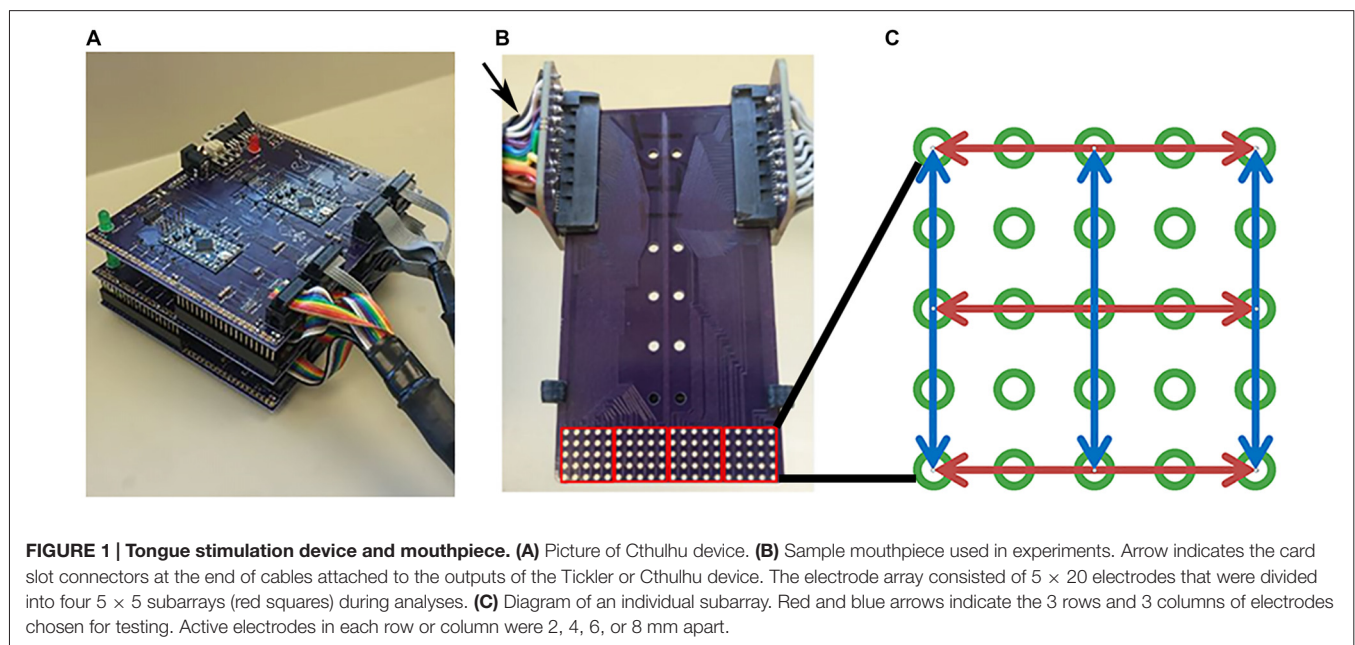 A
B
C
FIGURE 1 | Tongue stimulation device and mouthpiece. (A) Picture of Cthulhu device. (B) Sample mouthpiece used in experiments. Arrow indicates the card
slot connectors at the end of cables attached to the outputs of the Tickler or Cthulhu device. The electrode array consisted of 5 × 20 electrodes that were divided
into four 5 × 5 subarrays (red squares) during analyses. (C) Diagram of an individual subarray. Red and blue arrows indicate the 3 rows and 3 columns of electrodes
chosen for testing. Active electrodes in each row or column were 2, 4, 6, or 8 mm apart.